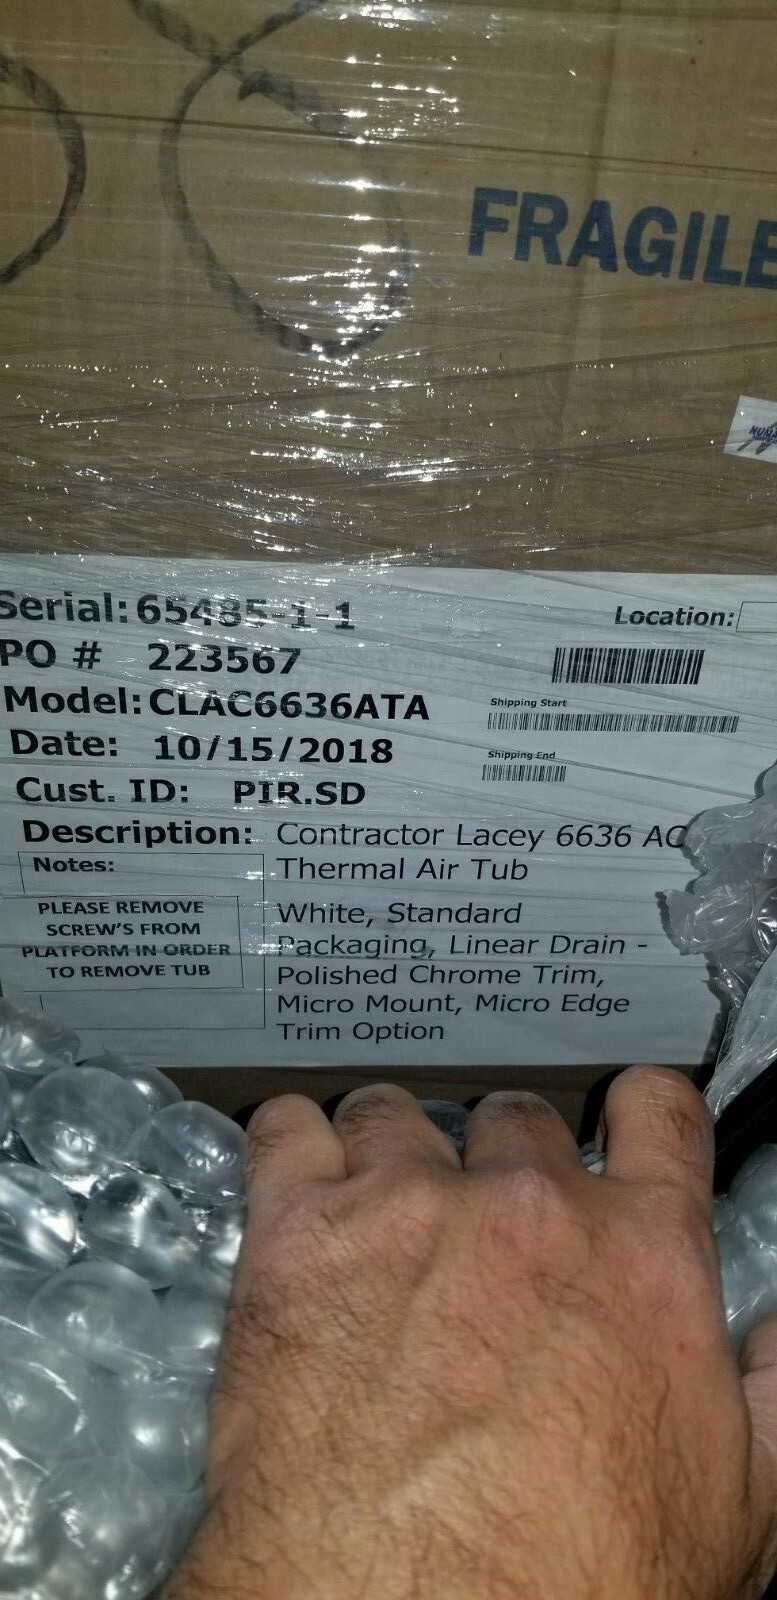 FRAGILE
Serial: 65485-1-1
Location:
PO # 223567
Model: CLAC6636ATA
Shipping Start
Date: 10/15/2018
Shipping End
Cust. ID: PIR.SD
Description: Contractor Lacey 6636 AC
Thermal Air Tub
Notes:
PLEASE REMOVE
SCREW'S FROM
PLATFORM IN ORDER
TO REMOVE TUB
White, Standard
Packaging, Linear Drain -
Polished Chrome Trim,
Micro Mount, Micro Edge
Trim Option